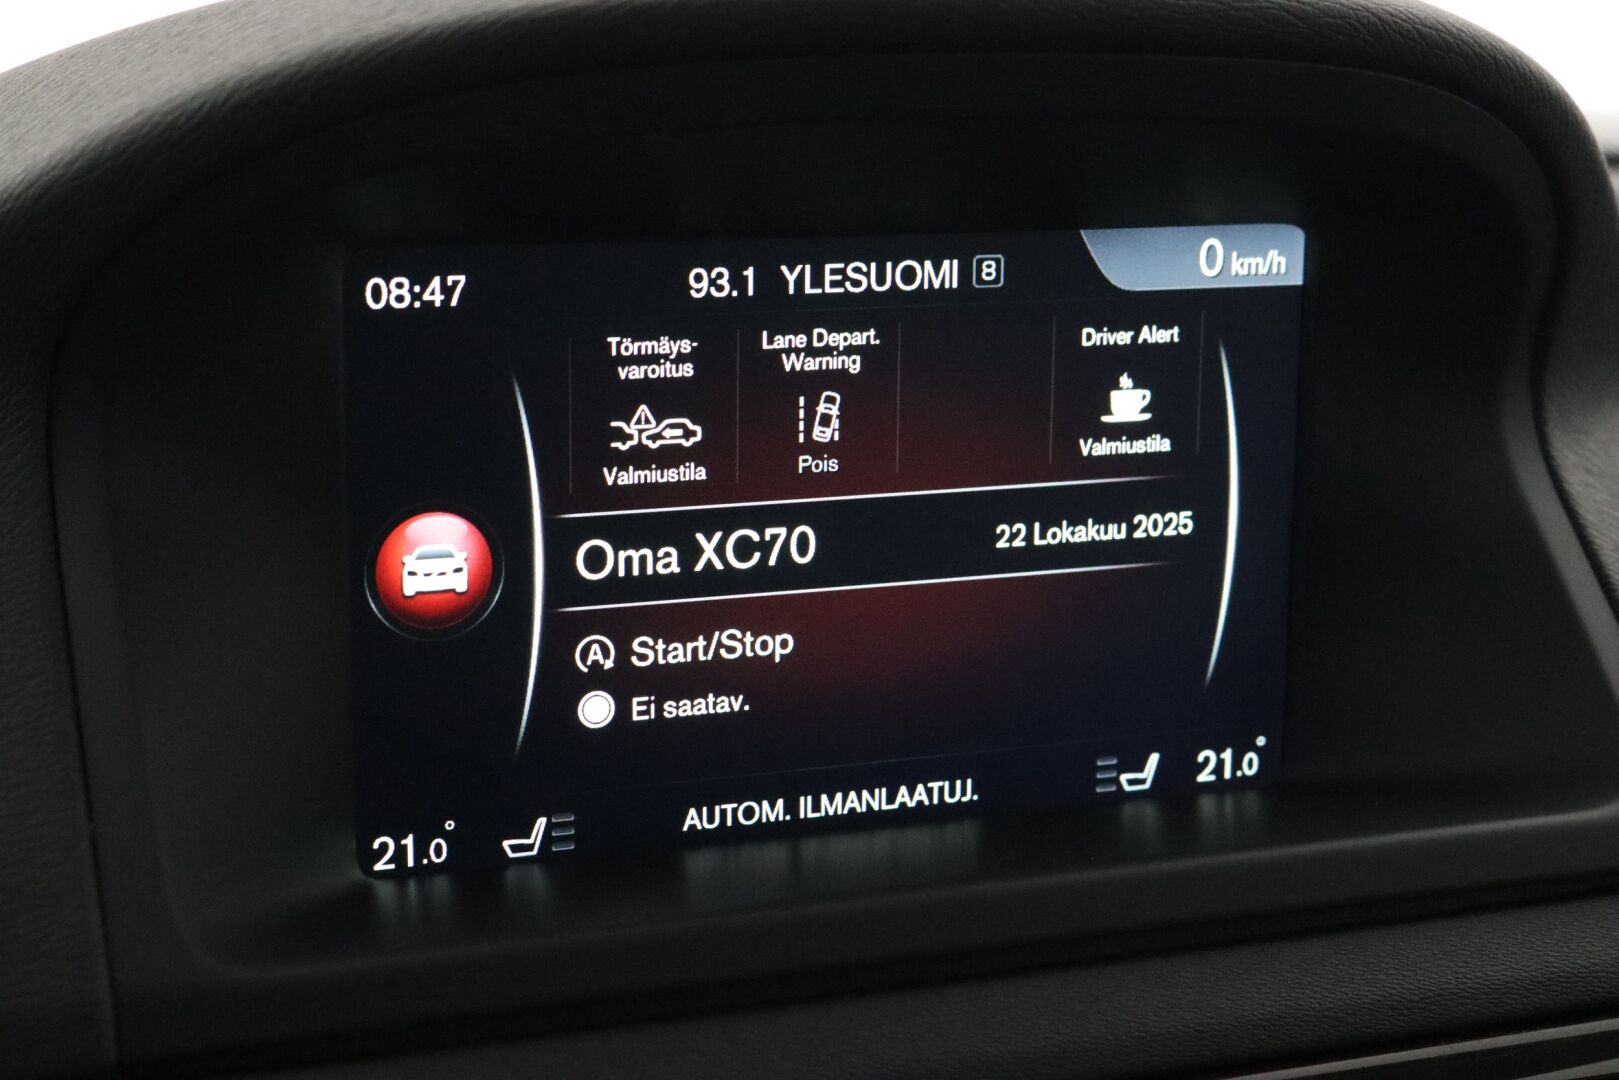 08:47
93.1 YLESUOMI 8
0 km/h
Törmäys-
varoitus
Valmiustila
Lane Depart.
Warning
Pois
Driver Alert
Valmiustila
Oma XC70
22 Lokakuu 2025
A Start/Stop
Ei saatav.
21.0°
AUTOM. ILMANLAATUJ.
21.0°